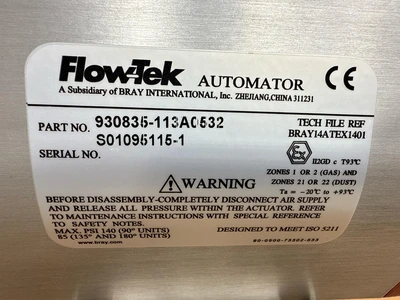 Flow-Tek AUTOMATOR CE
A Subsidiary of BRAY INTERNATIONAL, Inc. ZHEJIANG,CHINA 311231
PART NO. 930835-113A0532
S01095115-1
SERIAL NO.
TECH FILE REF
BRAY14ATEX1401
Ex II2GD c T93°C
ZONES 1 OR 2 (GAS) AND
ZONES 21 OR 22 (DUST)
Ta = -20°C to +93°C
WARNING
BEFORE DISASSEMBLY-COMPLETELY DISCONNECT AIR SUPPLY
AND RELEASE ALL PRESSURE WITHIN THE ACTUATOR. REFER
TO MAINTENANCE INSTRUCTIONS WITH SPECIAL REFERENCE
TO SAFETY NOTES.
MAX. PSI 140 (90° UNITS)
85 (135° AND 180° UNITS)
DESIGNED TO MEET ISO 5211
www.bray.com